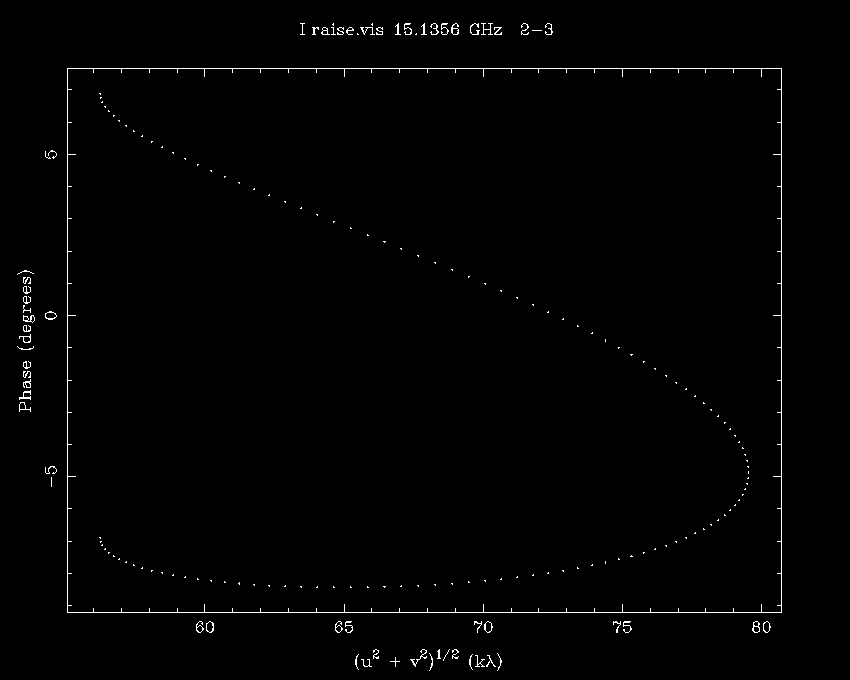 I raise.vis 15.1356 GHz 2−3
5
0
−5
Phase (degrees)
60 65 70 75 80
(u² + v²)^1/2 (kλ)